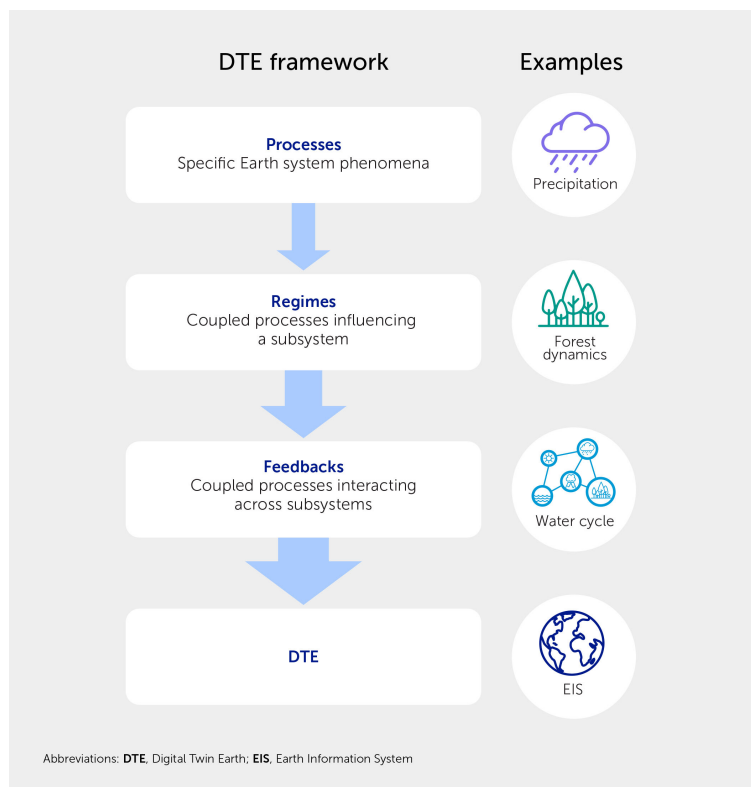 DTE framework
Examples
Processes
Specific Earth system phenomena
Precipitation
Regimes
Coupled processes influencing
a subsystem
Forest
dynamics
Feedbacks
Coupled processes interacting
across subsystems
Water cycle
DTE
EIS
Abbreviations: DTE, Digital Twin Earth; EIS, Earth Information System